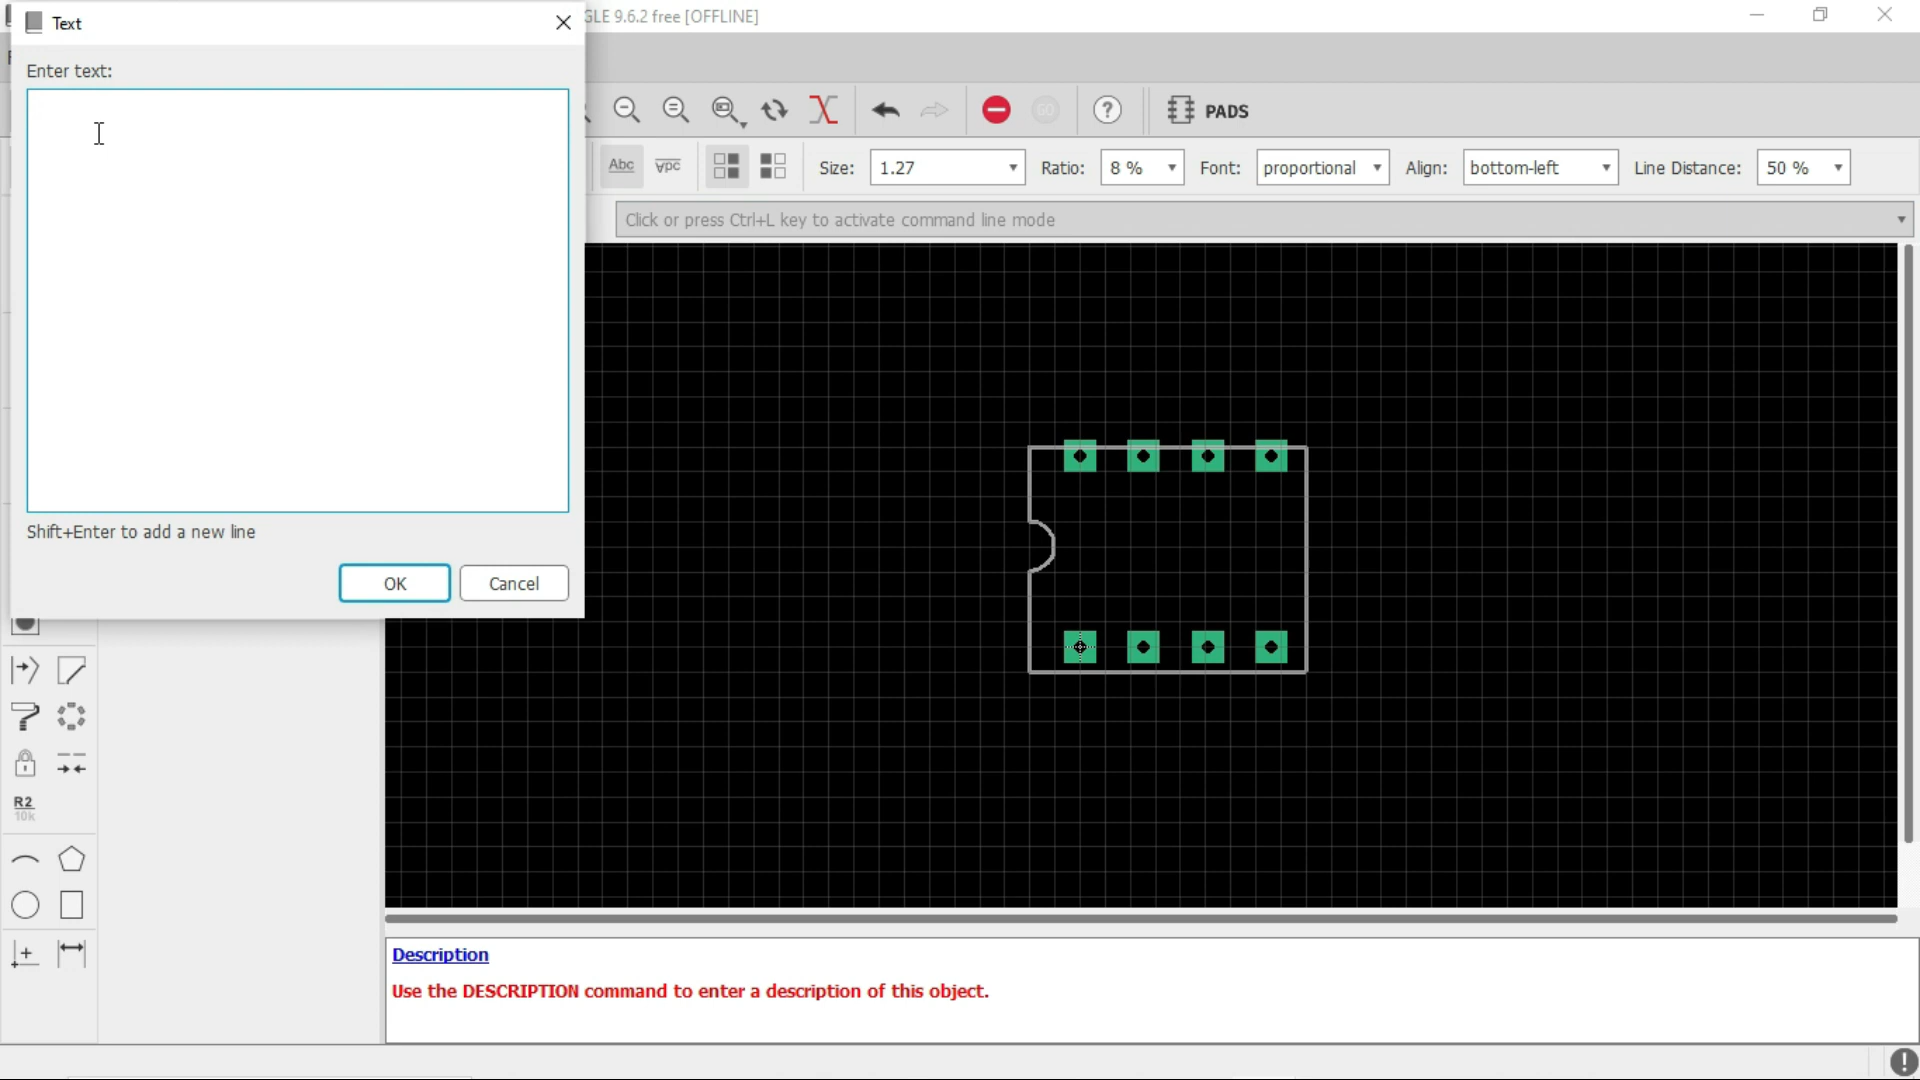 Text
GLE 9.6.2 free [OFFLINE]
Enter text:
PADS
Abc
Abc
Size:
1.27
Ratio:
8 %
Font:
proportional
Align:
bottom-left
Line Distance:
50 %
Click or press Ctrl+L key to activate command line mode
Shift+Enter to add a new line
OK
Cancel
R2
10k
Description
Use the DESCRIPTION command to enter a description of this object.